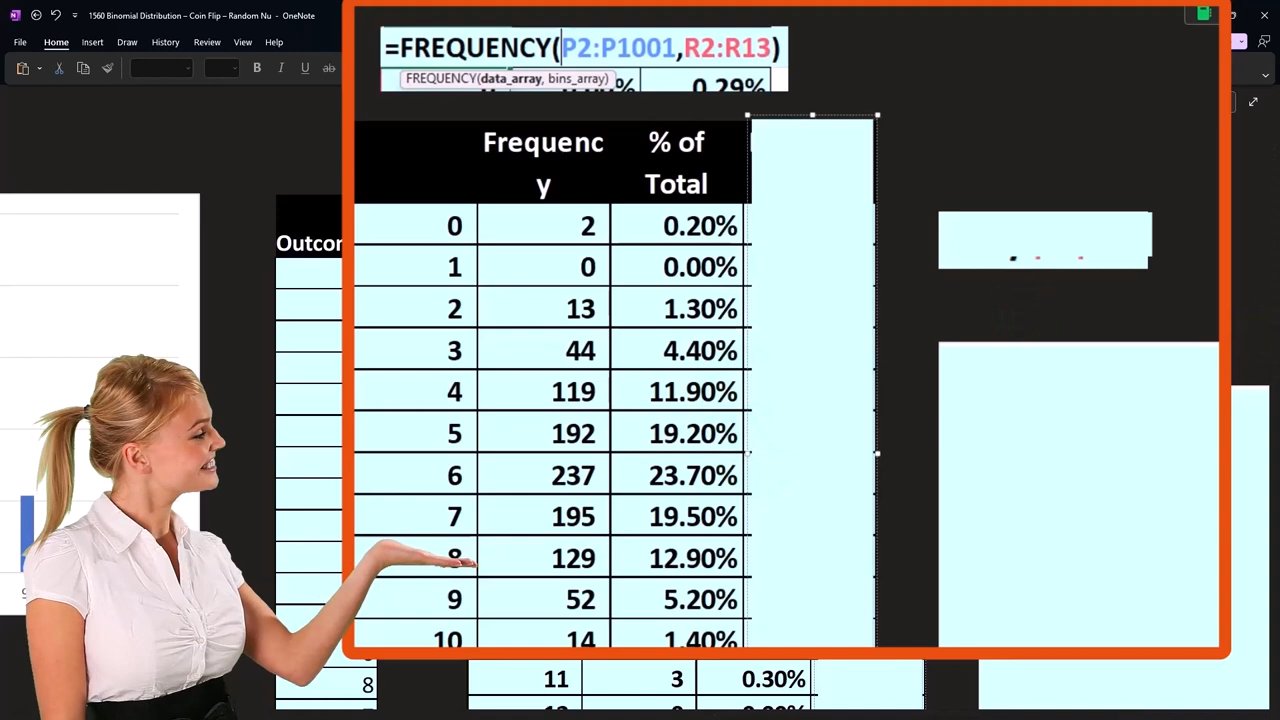 1560 Binomial Distribution – Coin Flip – Random Nu - OneNote
File Home Insert Draw History Review View Help
=FREQUENCY(P2:P1001,R2:R13)
FREQUENCY(data_array, bins_array)
0.29%
Frequenc
y
% of
Total
Outcor
0 2 0.20%
1 0 0.00%
2 13 1.30%
3 44 4.40%
4 119 11.90%
5 192 19.20%
6 237 23.70%
7 195 19.50%
8 129 12.90%
9 52 5.20%
10 14 1.40%
11 3 0.30%
8